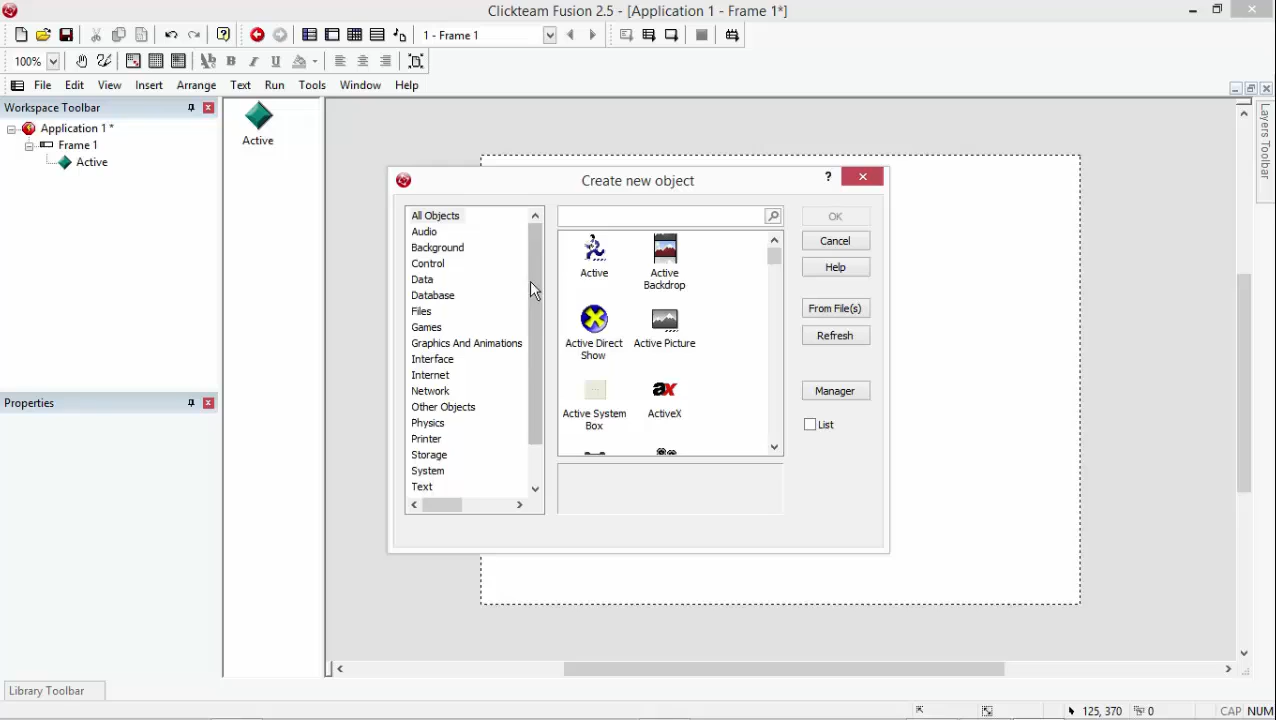 Clickteam Fusion 2.5 - [Application 1 - Frame 1*]
1 - Frame 1
100%
B I U
File Edit View Insert Arrange Text Run Tools Window Help
Workspace Toolbar
Application 1 *
Frame 1
Active
Active
Layers Toolbar
Properties
Library Toolbar
Create new object
?
All Objects
Audio
Background
Control
Data
Database
Files
Games
Graphics And Animations
Interface
Internet
Network
Other Objects
Physics
Printer
Storage
System
Text
Active
Active
Backdrop
Active Direct
Show
Active Picture
Active System
Box
ax
ActiveX
OK
Cancel
Help
From File(s)
Refresh
Manager
List
125, 370
0
CAP NUM